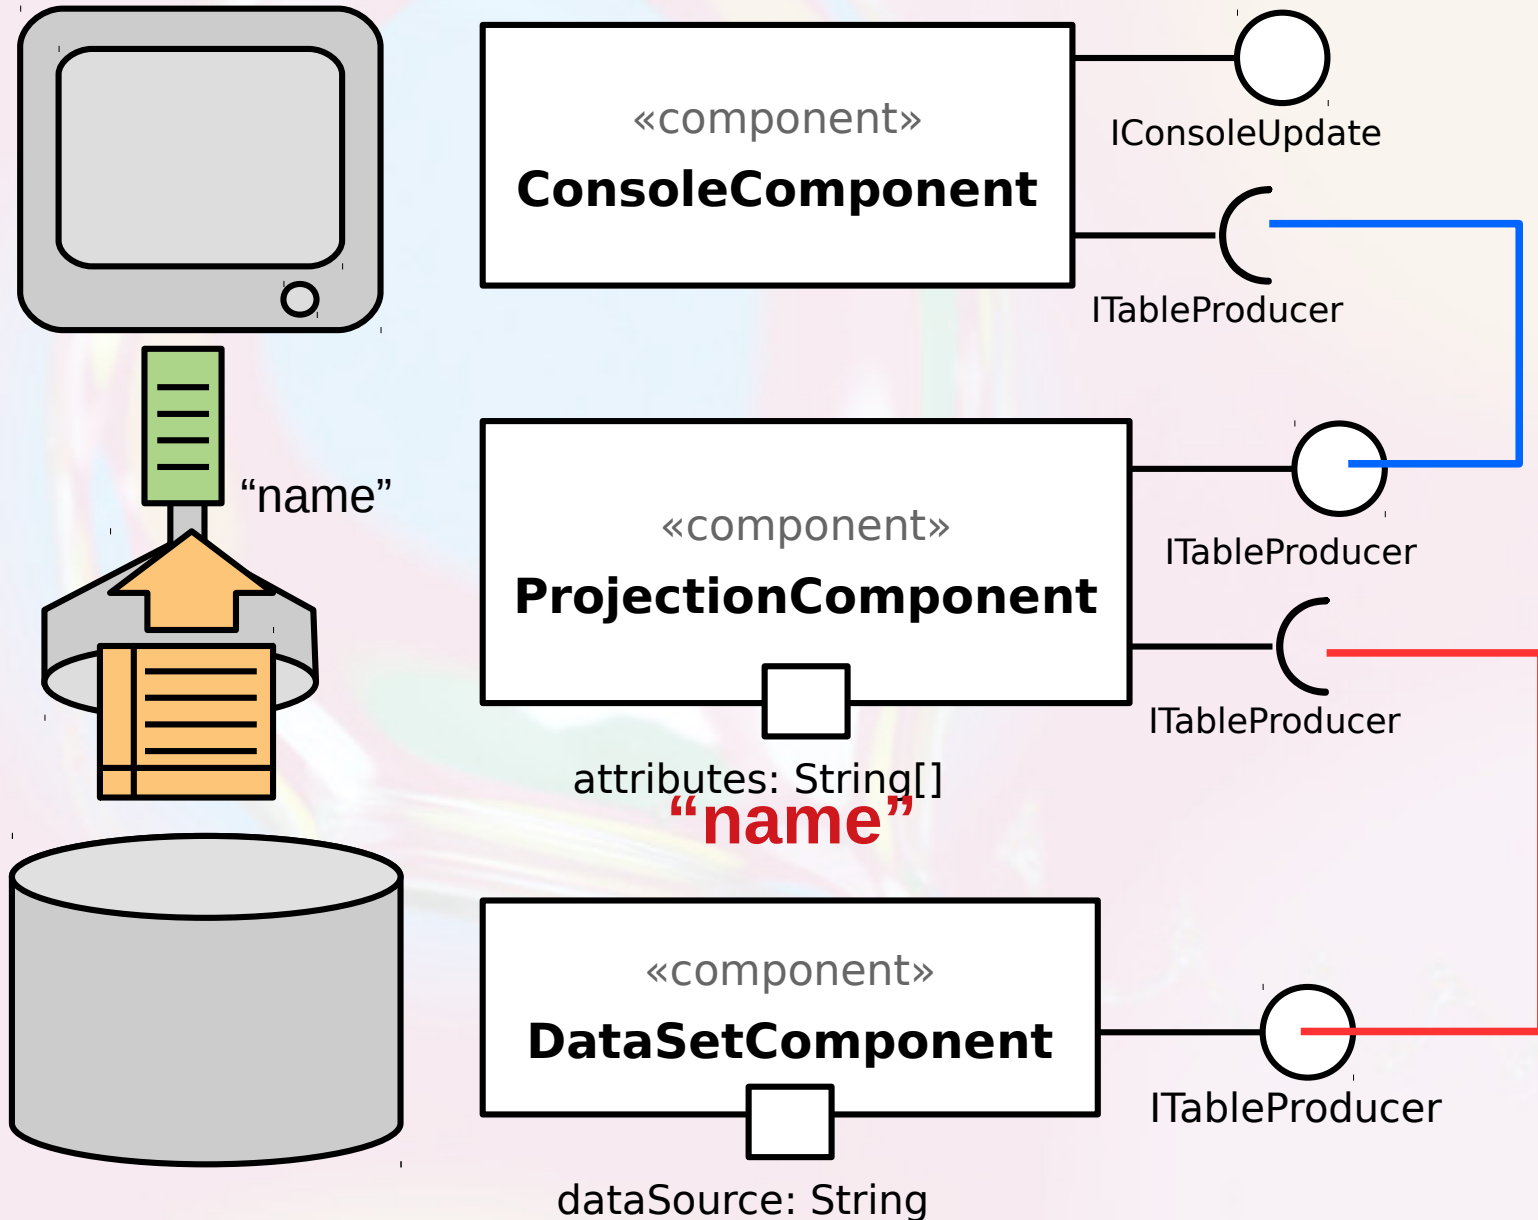 «component»
ConsoleComponent
IConsoleUpdate
ITableProducer
“name”
«component»
ProjectionComponent
ITableProducer
ITableProducer
attributes: String[]
“name”
«component»
DataSetComponent
ITableProducer
dataSource: String